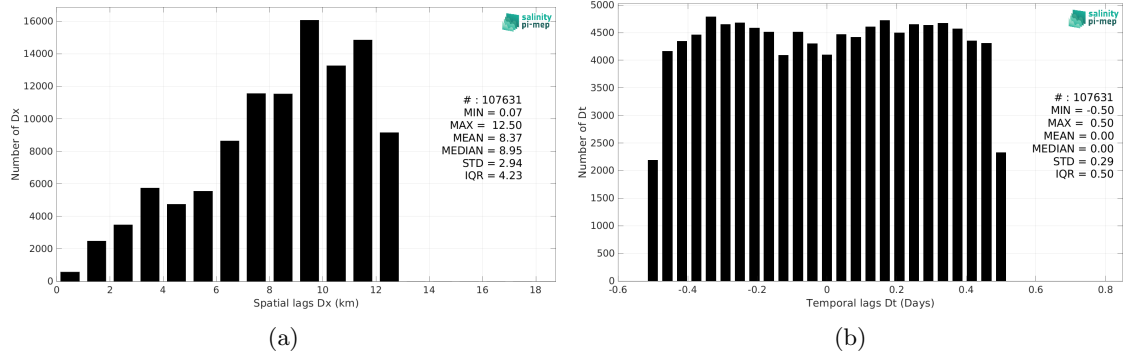 16000
14000
12000
10000
8000
6000
4000
2000
0
Number of Dx
0 2 4 6 8 10 12 14 16 18
Spatial lags Dx (km)
salinity
pi-mep
# : 107631
MIN = 0.07
MAX = 12.50
MEAN = 8.37
MEDIAN = 8.95
STD = 2.94
IQR = 4.23
(a)
5000
4500
4000
3500
3000
2500
2000
1500
1000
500
0
Number of Dt
-0.6 -0.4 -0.2 0 0.2 0.4 0.6 0.8
Temporal lags Dt (Days)
salinity
pi-mep
# : 107631
MIN = -0.50
MAX = 0.50
MEAN = 0.00
MEDIAN = 0.00
STD = 0.29
IQR = 0.50
(b)